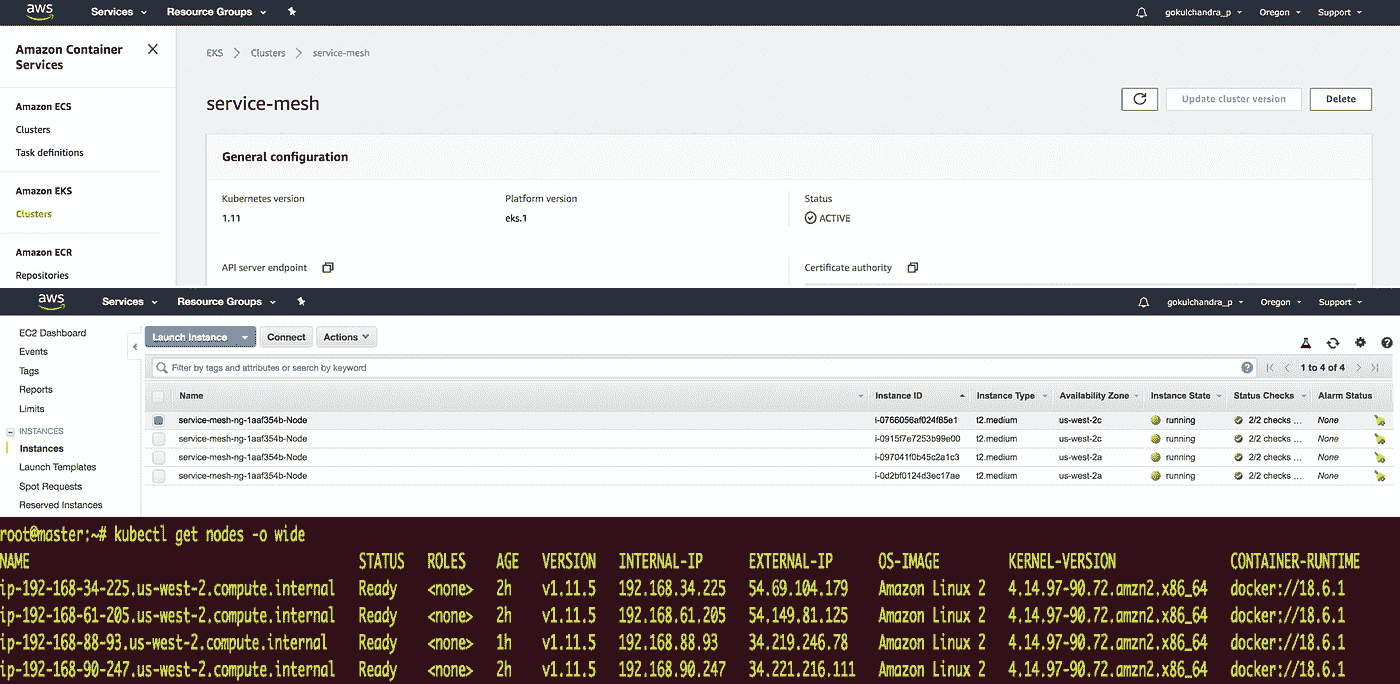 aws Services Resource Groups gokulchandra_p Oregon Support
Amazon Container Services
Amazon ECS
Clusters
Task definitions
Amazon EKS
Clusters
Amazon ECR
Repositories
EKS Clusters service-mesh
service-mesh
Update cluster version Delete
General configuration
Kubernetes version Platform version Status
1.11 eks.1 ACTIVE
API server endpoint Certificate authority
aws Services Resource Groups gokulchandra_p Oregon Support
EC2 Dashboard
Events
Tags
Reports
Limits
INSTANCES
Instances
Launch Templates
Spot Requests
Reserved Instances
Launch Instance Connect Actions
Filter by tags and attributes or search by keyword 1 to 4 of 4
Name Instance ID Instance Type Availability Zone Instance State Status Checks Alarm Status
service-mesh-ng-1aaf354b-Node i-0766056af024f85e1 t2.medium us-west-2c running 2/2 checks ... None
service-mesh-ng-1aaf354b-Node i-0915f7e7253b99e00 t2.medium us-west-2c running 2/2 checks ... None
service-mesh-ng-1aaf354b-Node i-097041f0b45c2a1c3 t2.medium us-west-2a running 2/2 checks ... None
service-mesh-ng-1aaf354b-Node i-0d2bf0124d3ec17ae t2.medium us-west-2a running 2/2 checks ... None
root@master:~# kubectl get nodes -o wide
NAME STATUS ROLES AGE VERSION INTERNAL-IP EXTERNAL-IP OS-IMAGE KERNEL-VERSION CONTAINER-RUNTIME
ip-192-168-34-225.us-west-2.compute.internal Ready <none> 2h v1.11.5 192.168.34.225 54.69.104.179 Amazon Linux 2 4.14.97-90.72.amzn2.x86_64 docker://18.6.1
ip-192-168-61-205.us-west-2.compute.internal Ready <none> 2h v1.11.5 192.168.61.205 54.149.81.125 Amazon Linux 2 4.14.97-90.72.amzn2.x86_64 docker://18.6.1
ip-192-168-88-93.us-west-2.compute.internal Ready <none> 1h v1.11.5 192.168.88.93 34.219.246.78 Amazon Linux 2 4.14.97-90.72.amzn2.x86_64 docker://18.6.1
ip-192-168-90-247.us-west-2.compute.internal Ready <none> 2h v1.11.5 192.168.90.247 34.221.216.111 Amazon Linux 2 4.14.97-90.72.amzn2.x86_64 docker://18.6.1